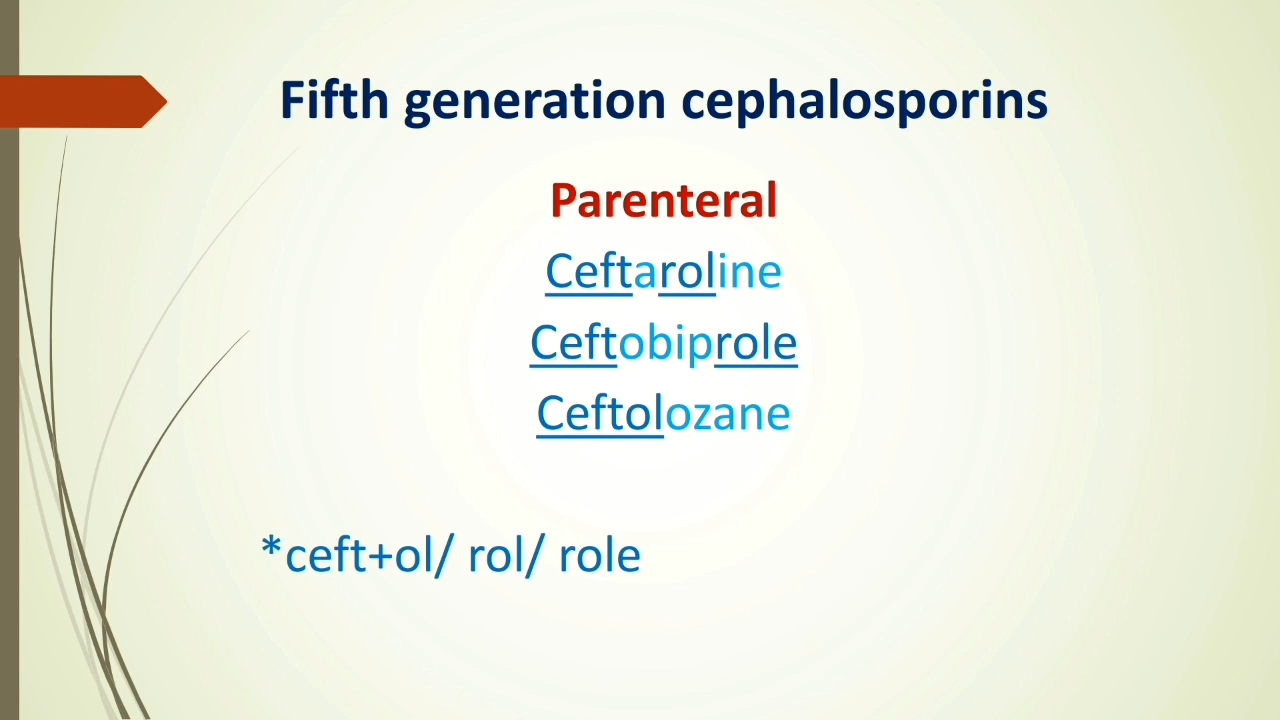 Fifth generation cephalosporins
Parenteral
Ceftaroline
Ceftobiprole
Ceftolozane
*ceft+ol/ rol/ role